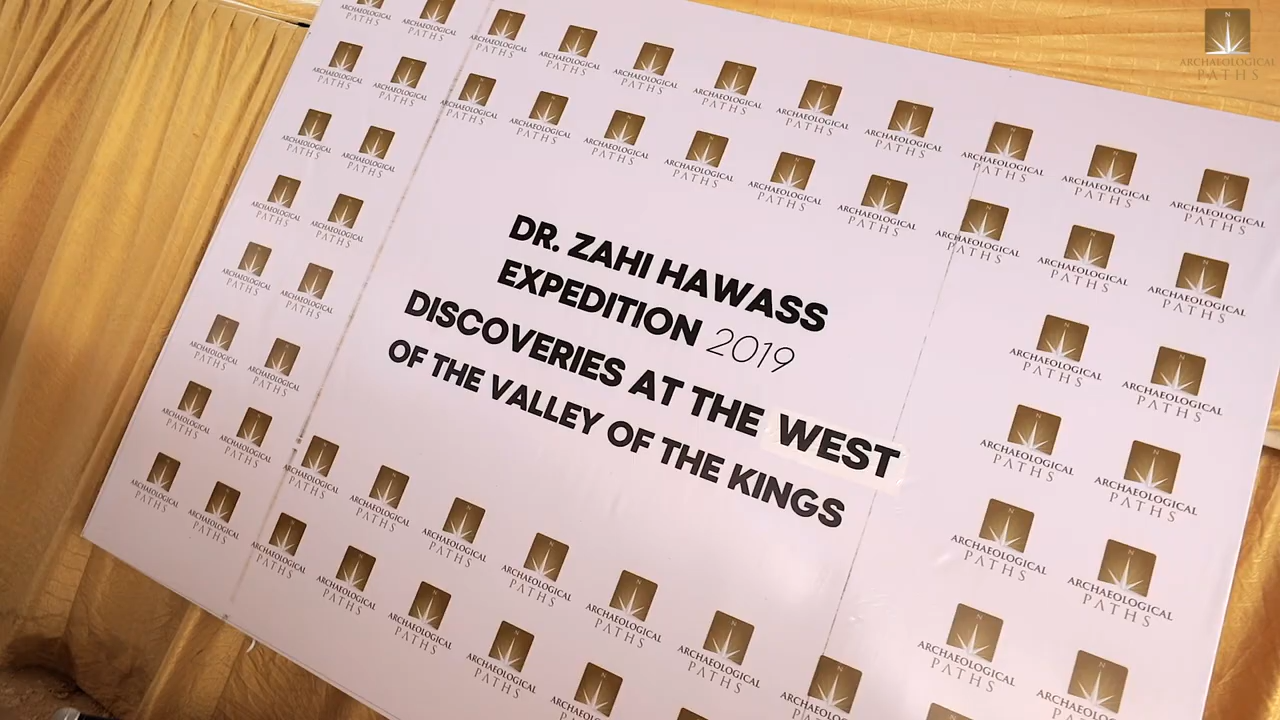 DR. ZAHI HAWASS
EXPEDITION 2019
DISCOVERIES AT THE WEST
OF THE VALLEY OF THE KINGS
N
ARCHAEOLOGICAL
PATHS